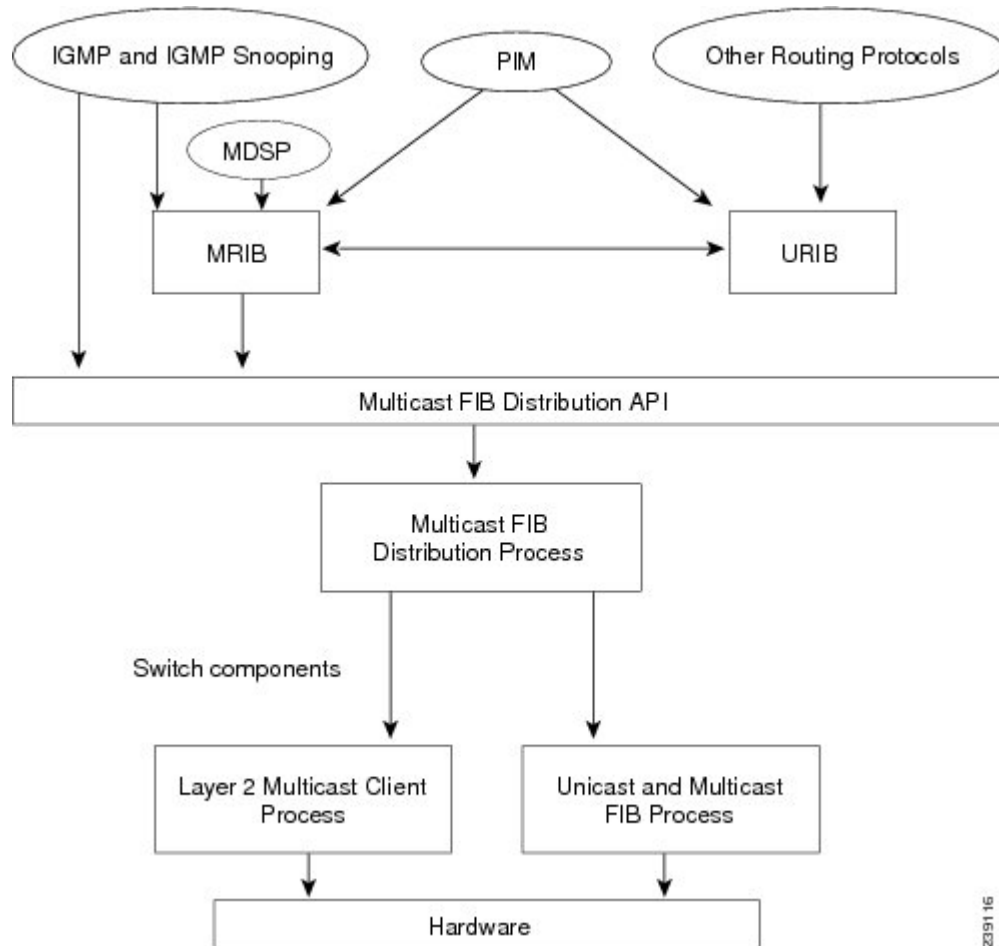 IGMP and IGMP Snooping
PIM
Other Routing Protocols
MDSP
MRIB
URIB
Multicast FIB Distribution API
Multicast FIB
Distribution Process
Switch components
Layer 2 Multicast Client
Process
Unicast and Multicast
FIB Process
Hardware
239116